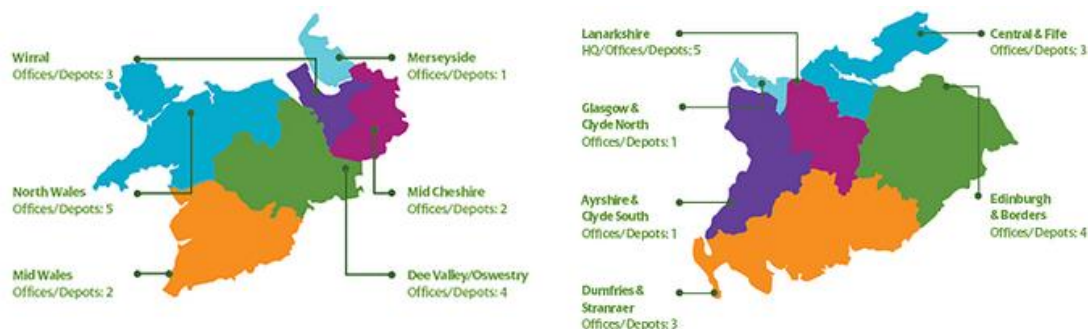 Wirral
Offices/Depots: 3
Merseyside
Offices/Depots: 1
North Wales
Offices/Depots: 5
Mid Cheshire
Offices/Depots: 2
Mid Wales
Offices/Depots: 2
Dee Valley/Oswestry
Offices/Depots: 4
Lanarkshire
HQ/Offices/Depots: 5
Central & Fife
Offices/Depots: 3
Glasgow &
Clyde North
Offices/Depots: 1
Ayrshire &
Clyde South
Offices/Depots: 1
Edinburgh
& Borders
Offices/Depots: 4
Dumfries &
Stranraer
Offices/Depots: 3